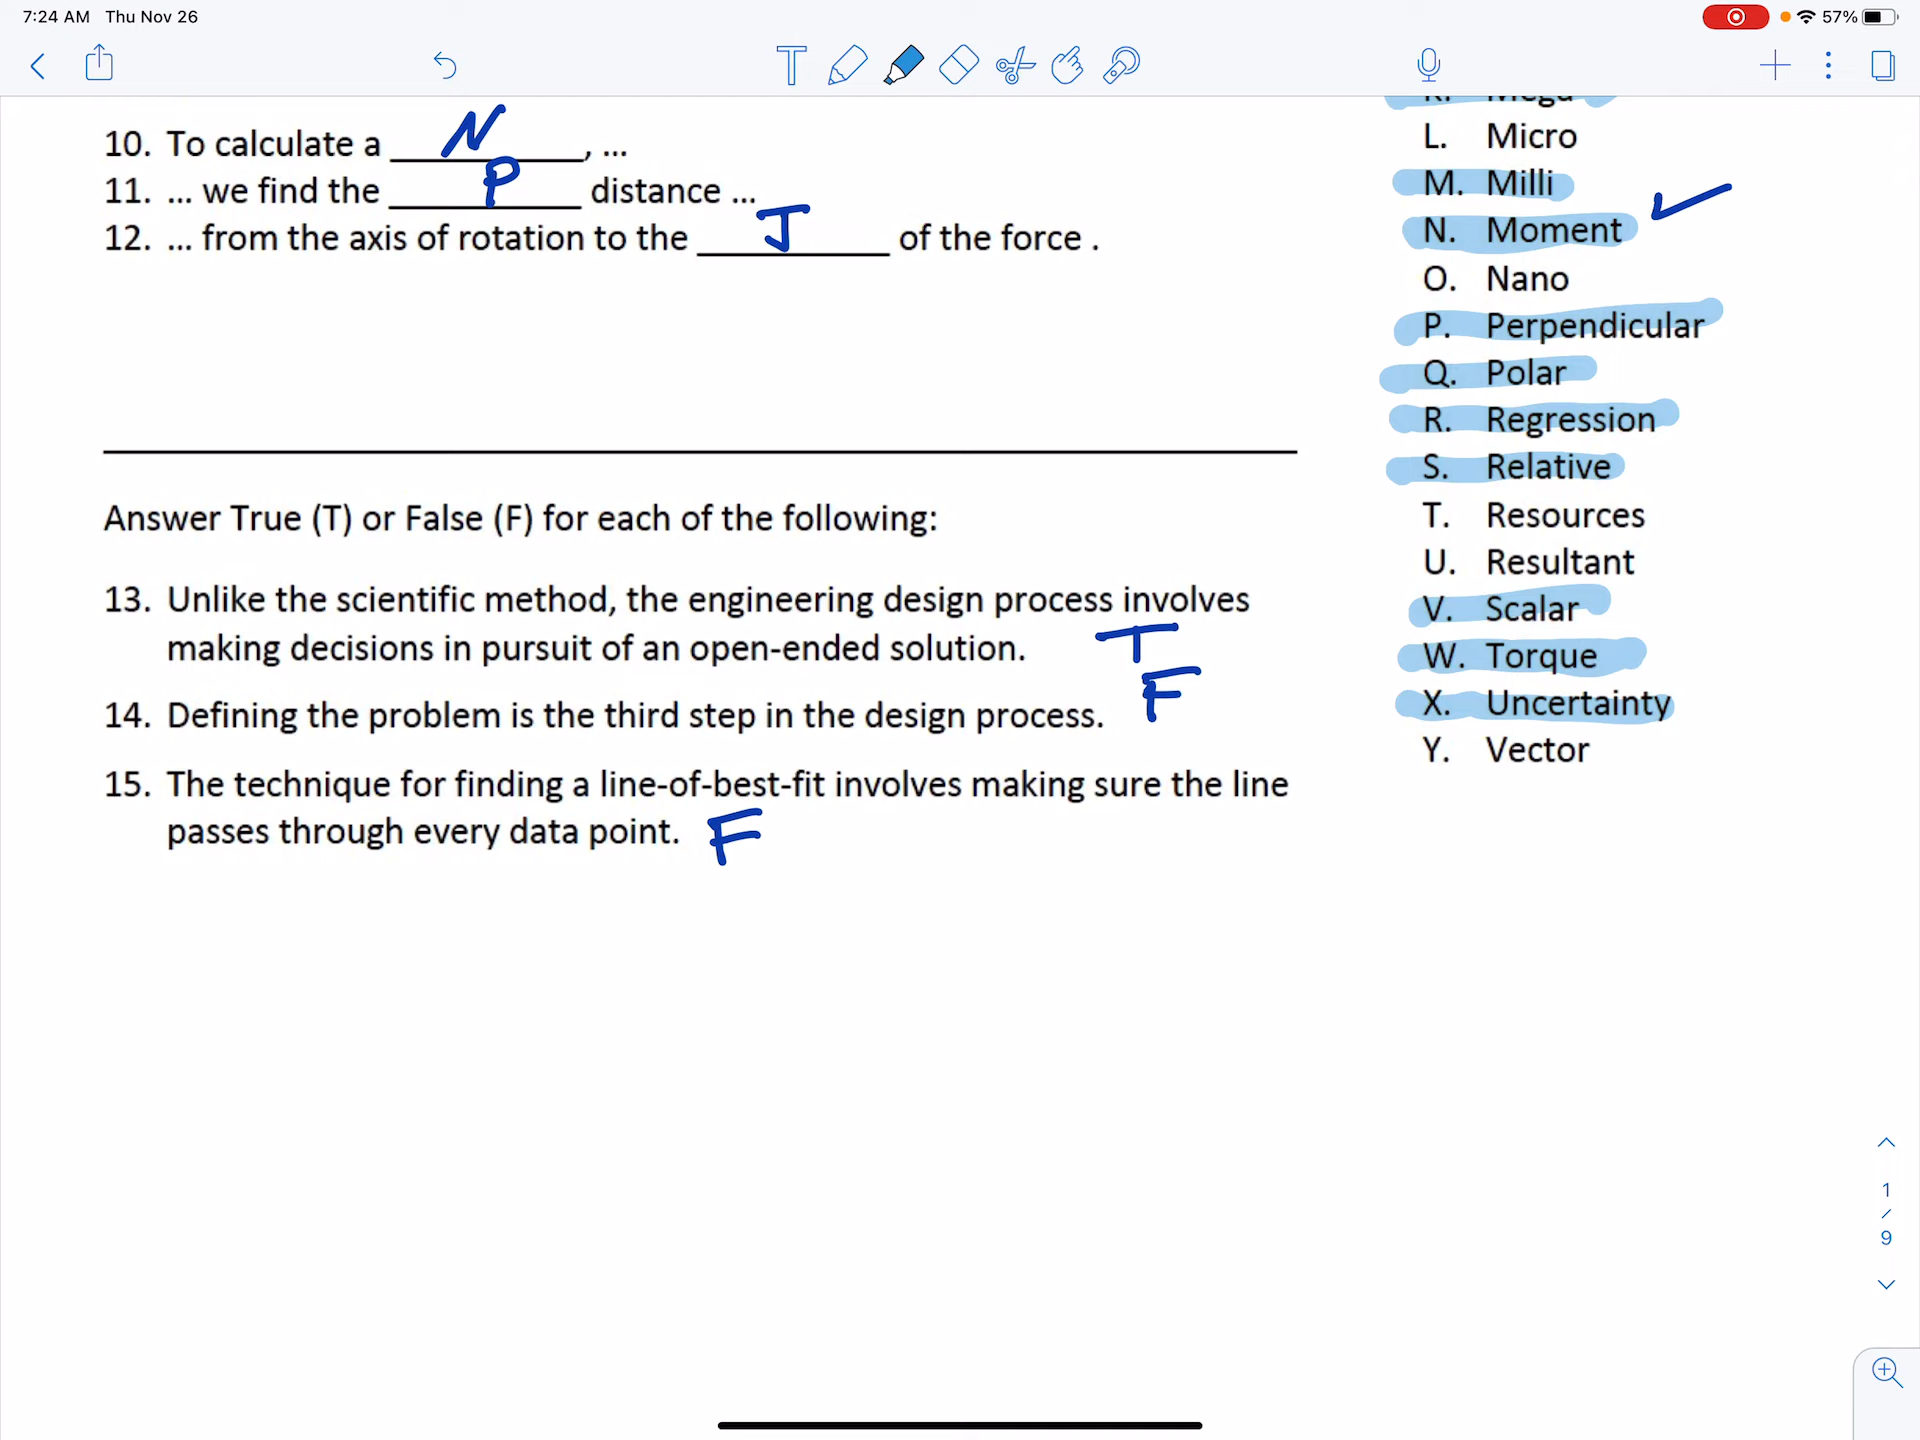 7:24 AM Thu Nov 26
57%
10. To calculate a N, ...
11. ... we find the P distance ...
12. ... from the axis of rotation to the J of the force .
Answer True (T) or False (F) for each of the following:
13. Unlike the scientific method, the engineering design process involves
making decisions in pursuit of an open-ended solution. T
14. Defining the problem is the third step in the design process. F
15. The technique for finding a line-of-best-fit involves making sure the line
passes through every data point. F
K. Mega
L. Micro
M. Milli
N. Moment
O. Nano
P. Perpendicular
Q. Polar
R. Regression
S. Relative
T. Resources
U. Resultant
V. Scalar
W. Torque
X. Uncertainty
Y. Vector
1
/
9